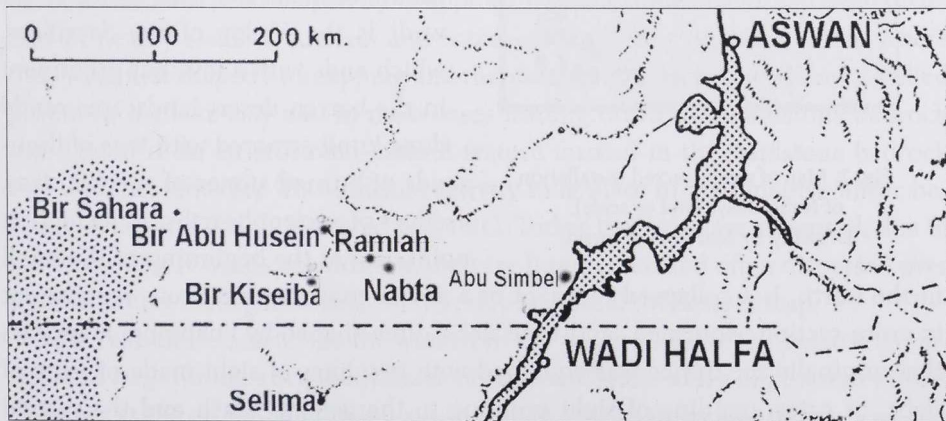 0 100 200 km.
ASWAN
Bir Sahara
Bir Abu Husein
Ramlah
Nabta
Abu Simbel
Bir Kiseiba
WADI HALFA
Selima